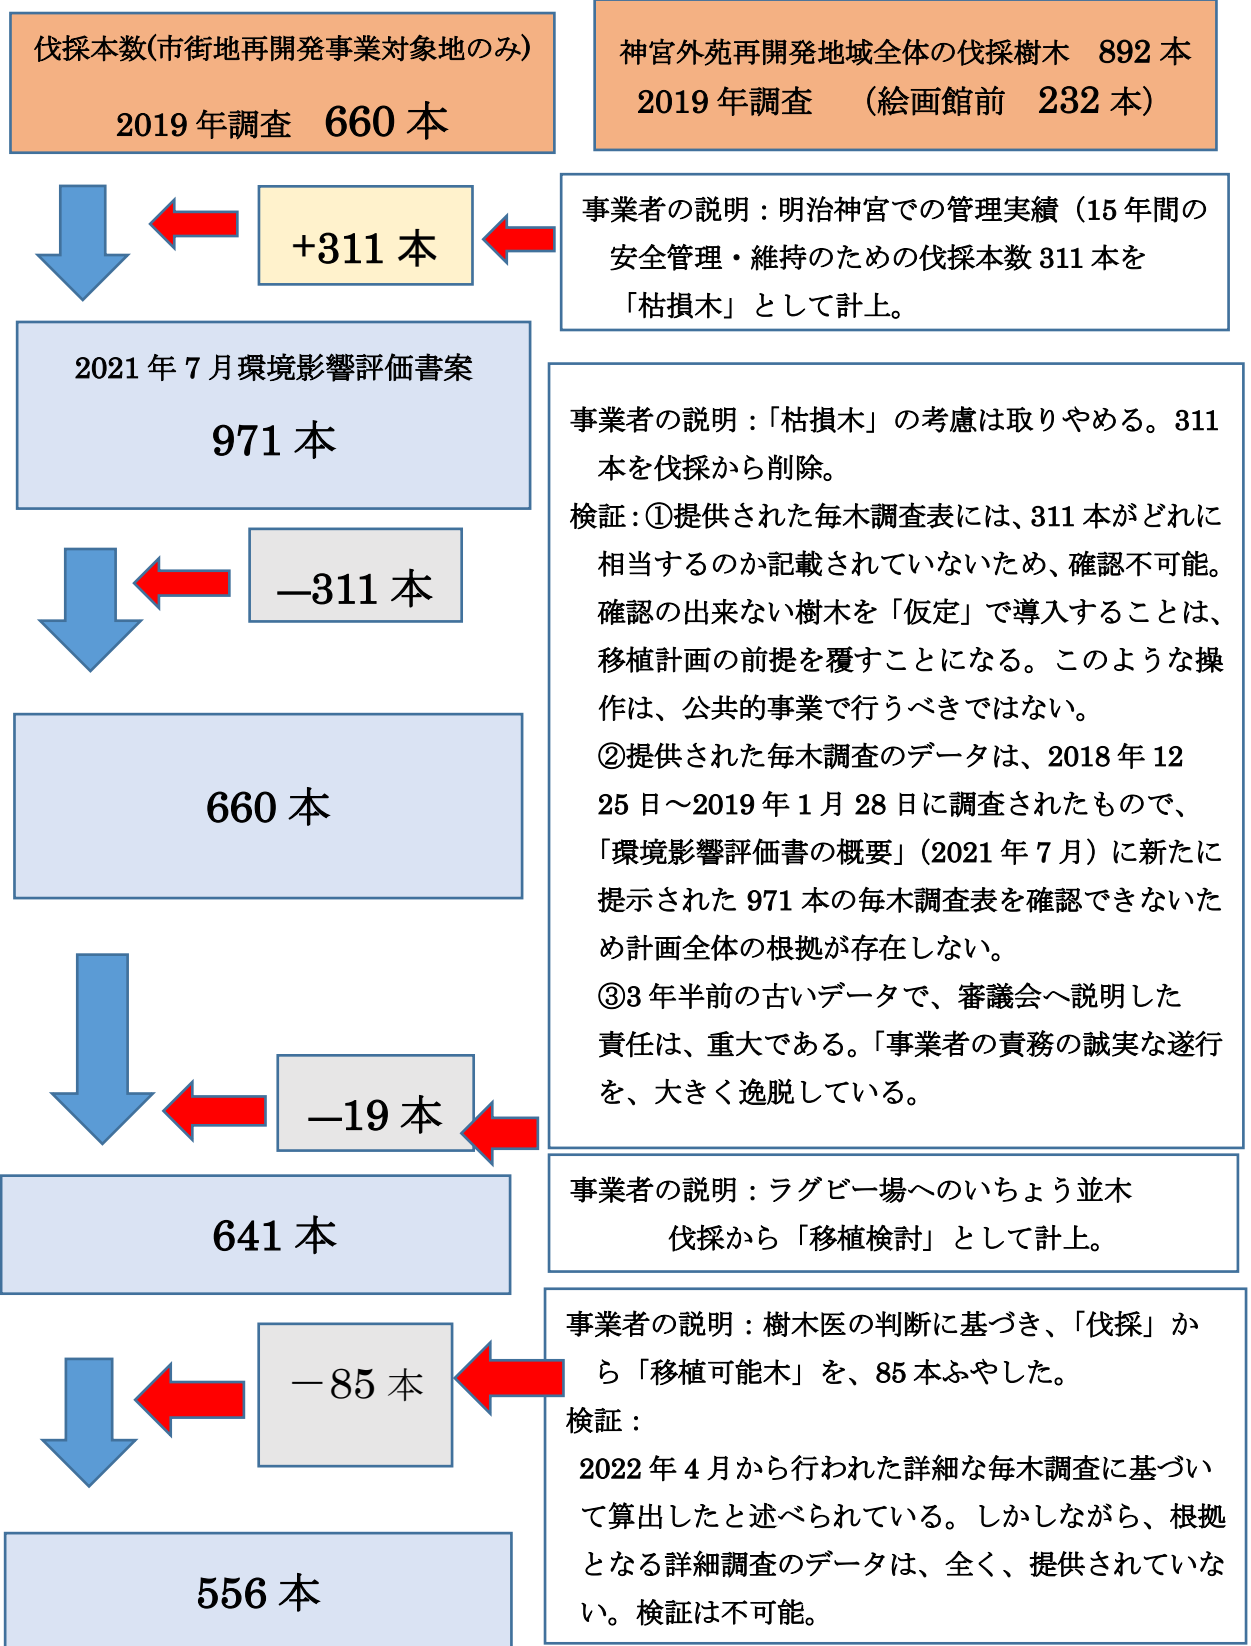 伐採本数(市街地再開発事業対象地のみ)
2019 年調査 660 本
神宮外苑再開発地域全体の伐採樹木 892 本
2019 年調査 （絵画館前 232 本）
+311 本
事業者の説明：明治神宮での管理実績（15 年間の
安全管理・維持のための伐採本数 311 本を
「枯損木」として計上。
2021 年 7 月環境影響評価書案
971 本
事業者の説明：「枯損木」の考慮は取りやめる。311
本を伐採から削除。
検証：①提供された毎木調査表には、311 本がどれに
相当するのか記載されていないため、確認不可能。
確認の出来ない樹木を「仮定」で導入することは、
移植計画の前提を覆すことになる。このような操
作は、公共的事業で行うべきではない。
②提供された毎木調査のデータは、2018 年 12
25 日～2019 年 1 月 28 日に調査されたもので、
「環境影響評価書の概要」（2021 年 7 月）に新たに
提示された 971 本の毎木調査表を確認できないた
め計画全体の根拠が存在しない。
③3 年半前の古いデータで、審議会へ説明した
責任は、重大である。「事業者の責務の誠実な遂行
を、大きく逸脱している。
―311 本
660 本
―19 本
事業者の説明：ラグビー場へのいちょう並木
伐採から「移植検討」として計上。
641 本
－85 本
事業者の説明：樹木医の判断に基づき、「伐採」か
ら「移植可能木」を、85 本ふやした。
検証：
2022 年 4 月から行われた詳細な毎木調査に基づい
て算出したと述べられている。しかしながら、根拠
となる詳細調査のデータは、全く、提供されていな
い。検証は不可能。
556 本